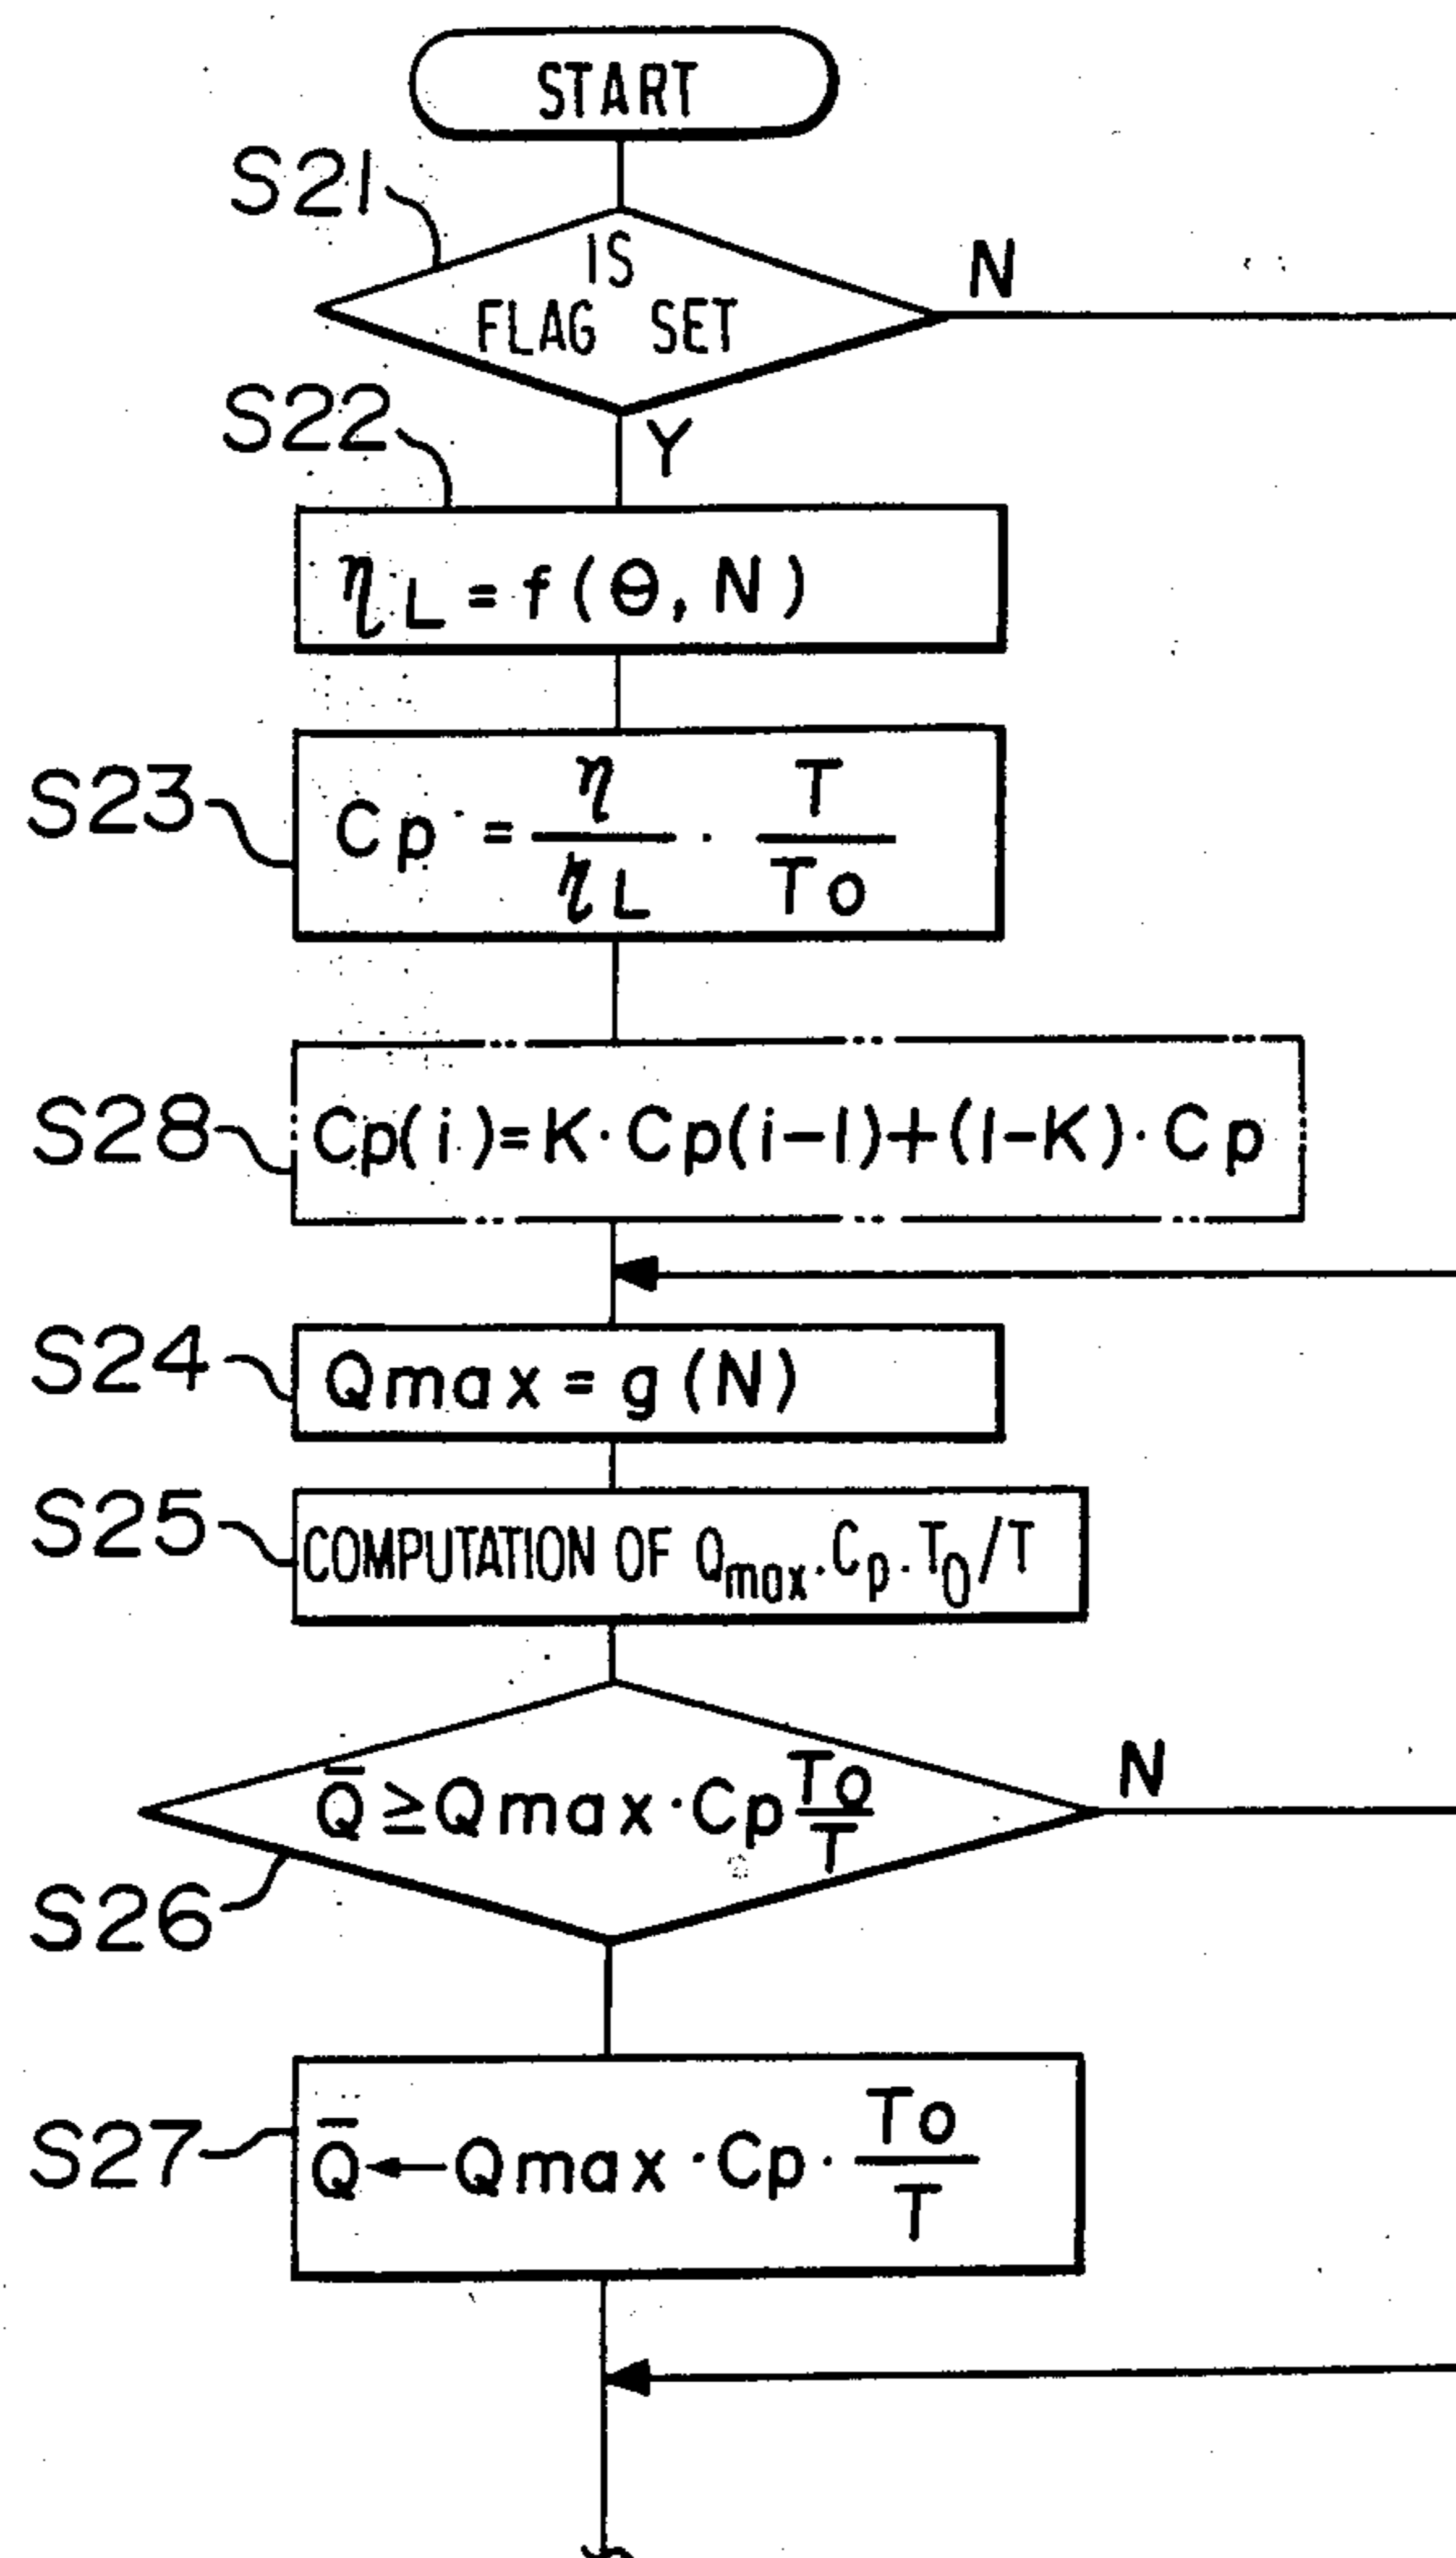 START
S21
IS
FLAG SET
N
S22
Y
ηL = f(θ, N)
S23
Cp = η/ηL · T/To
S28
Cp(i)=K·Cp(i-1)+(1-K)·Cp
S24
Qmax = g(N)
S25
COMPUTATION OF Qmax·Cp·T0/T
Q̄ ≥ Qmax·Cp To/T
N
S26
S27
Q̄ ← Qmax·Cp· To/T